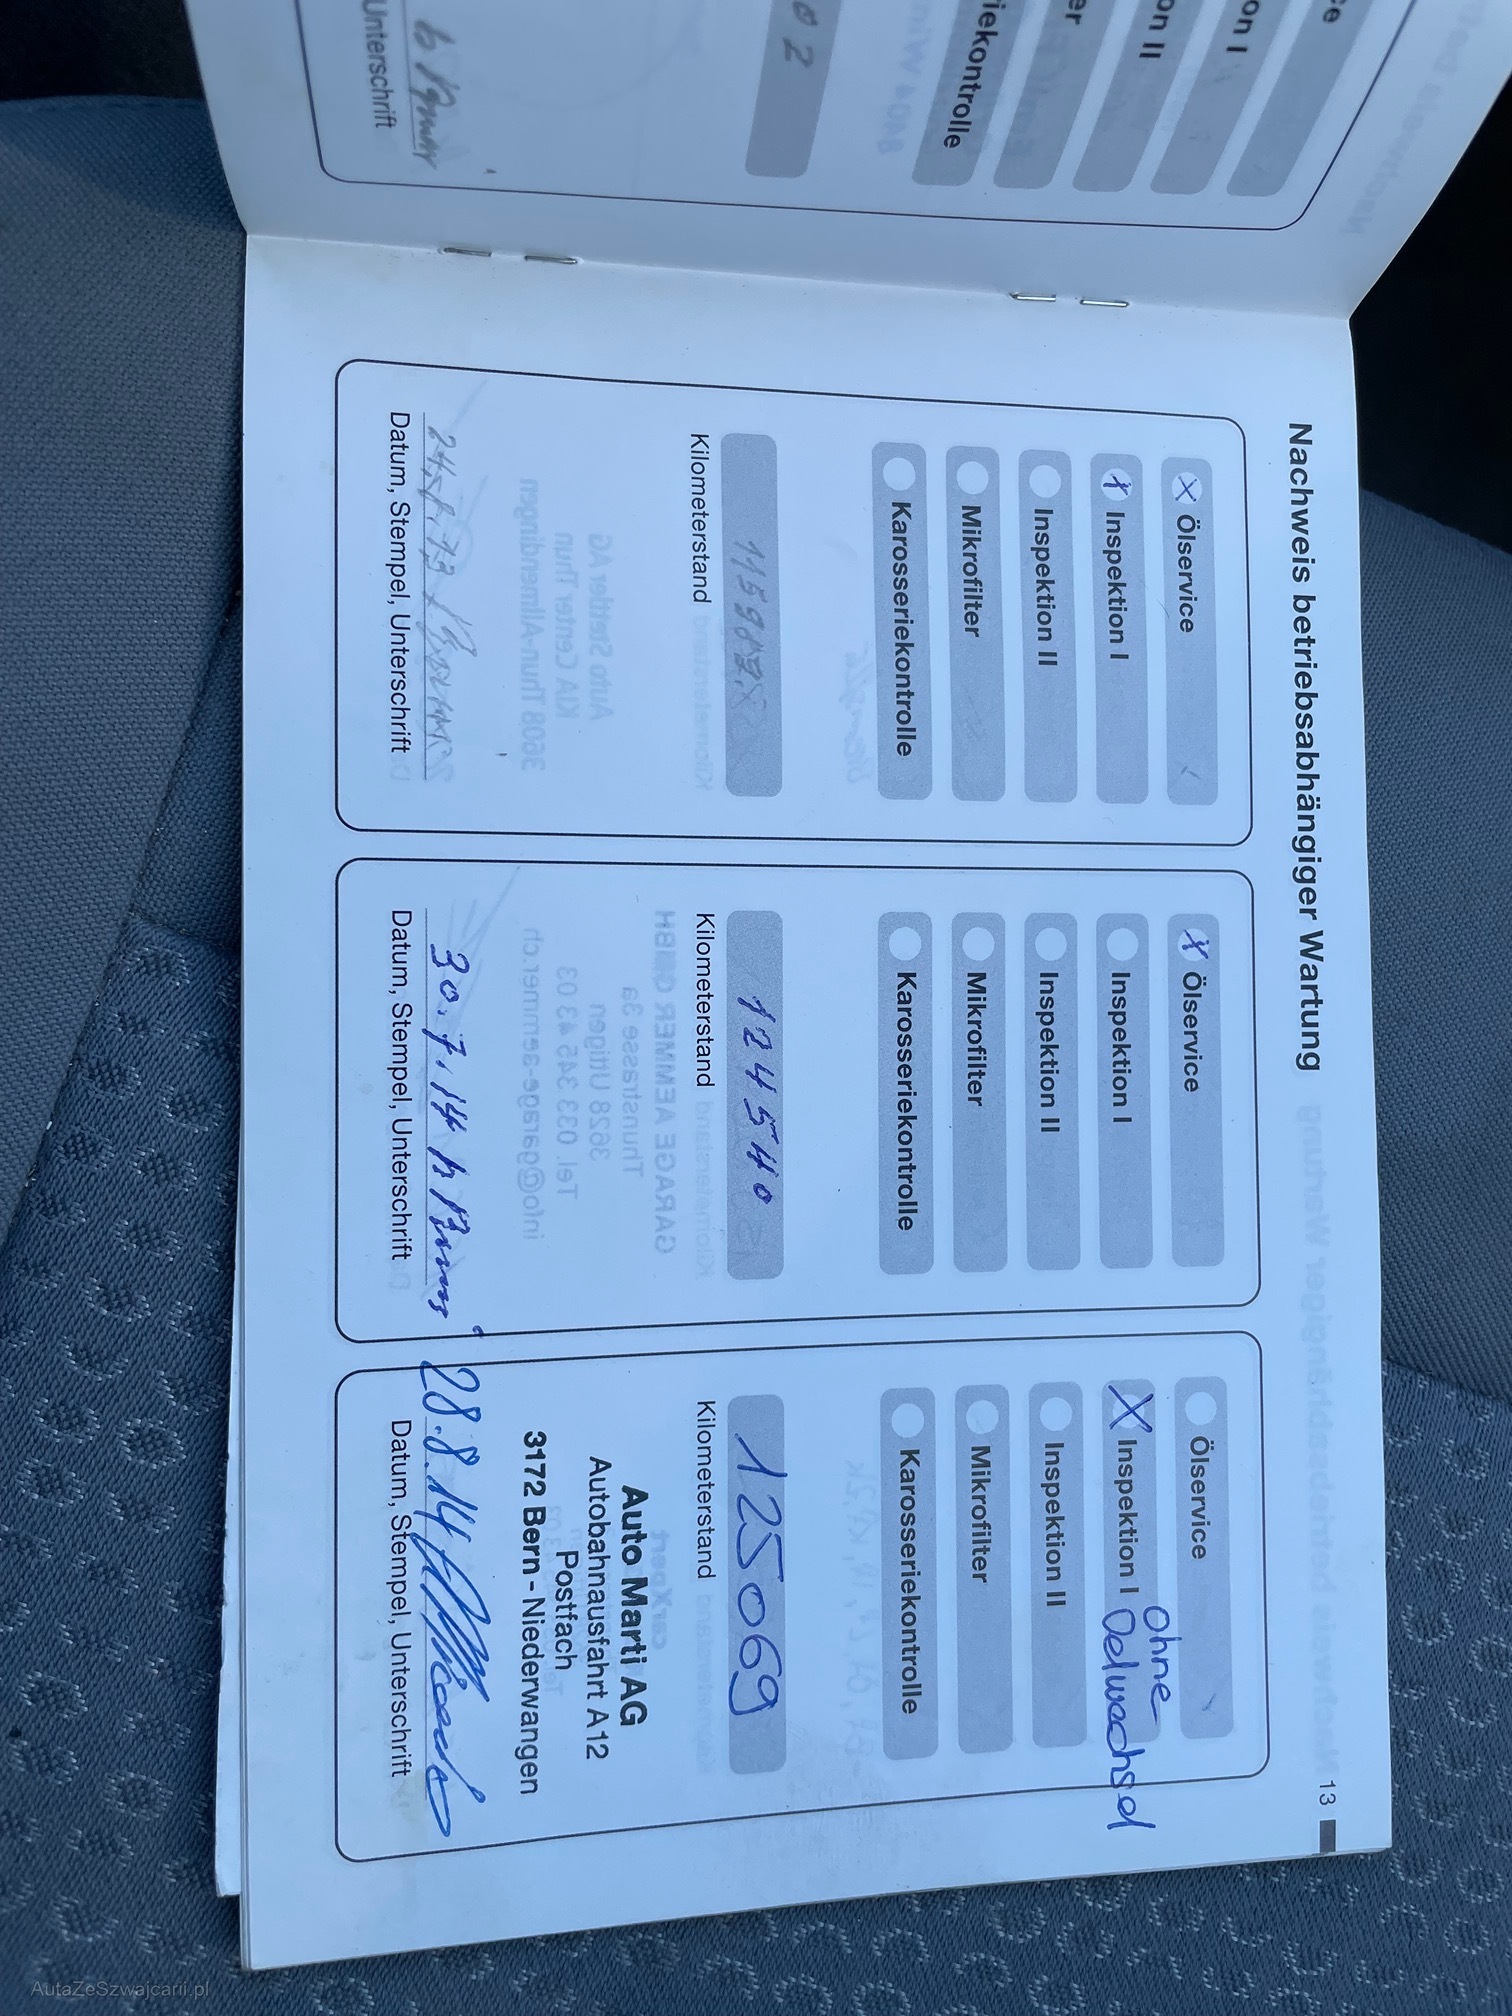 iekontrolle
Unterschrift
Nachweis betriebsabhängiger Wartung
13
X Ölservice
X Inspektion I
Inspektion II
Mikrofilter
Karosseriekontrolle
Kilometerstand
Datum, Stempel, Unterschrift
X Ölservice
Inspektion I
Inspektion II
Mikrofilter
Karosseriekontrolle
124540
Kilometerstand
30.7.14
Datum, Stempel, Unterschrift
Ölservice
X Inspektion I ohne Oelwechsel
Inspektion II
Mikrofilter
Karosseriekontrolle
125069
Kilometerstand
Auto Marti AG
Autobahnausfahrt A12
Postfach
3172 Bern - Niederwangen
28.8.14
Datum, Stempel, Unterschrift
AutaZeSzwajcarii.pl